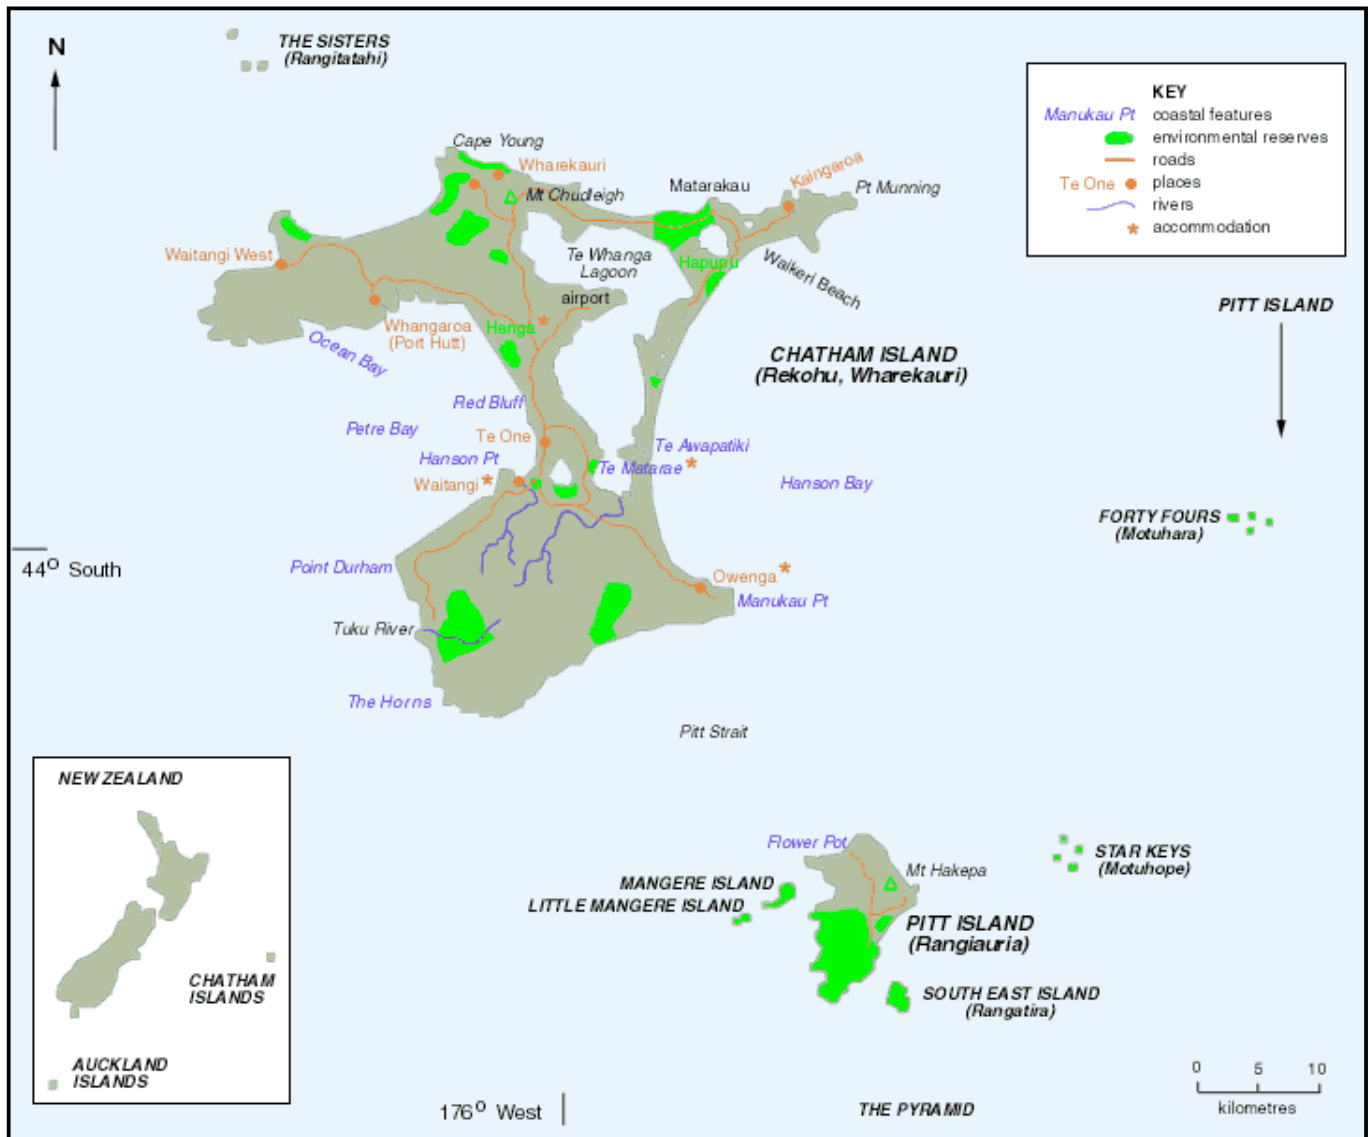 N
THE SISTERS
(Rangitatahi)
KEY
Manukau Pt coastal features
environmental reserves
roads
Te One places
rivers
accommodation
Cape Young
Wharekauri
Mt Chudleigh
Matarakau
Kaingaroa
Pt Munning
Waitangi West
Te Whanga
Lagoon
Hapupu
Waikeri Beach
airport
Whangaroa
(Port Hutt)
Henga
Ocean Bay
PITT ISLAND
CHATHAM ISLAND
(Rekohu, Wharekauri)
Red Bluff
Petre Bay
Te One
Hanson Pt
Te Awapatiki
Te Matarae
Waitangi
Hanson Bay
FORTY FOURS
(Motuhara)
44o South
Point Durham
Owenga
Manukau Pt
Tuku River
The Horns
Pitt Strait
NEW ZEALAND
CHATHAM
ISLANDS
AUCKLAND
ISLANDS
Flower Pot
Mt Hakepa
STAR KEYS
(Motuhope)
MANGERE ISLAND
LITTLE MANGERE ISLAND
PITT ISLAND
(Rangiauria)
SOUTH EAST ISLAND
(Rangatira)
0 5 10
kilometres
176o West
THE PYRAMID